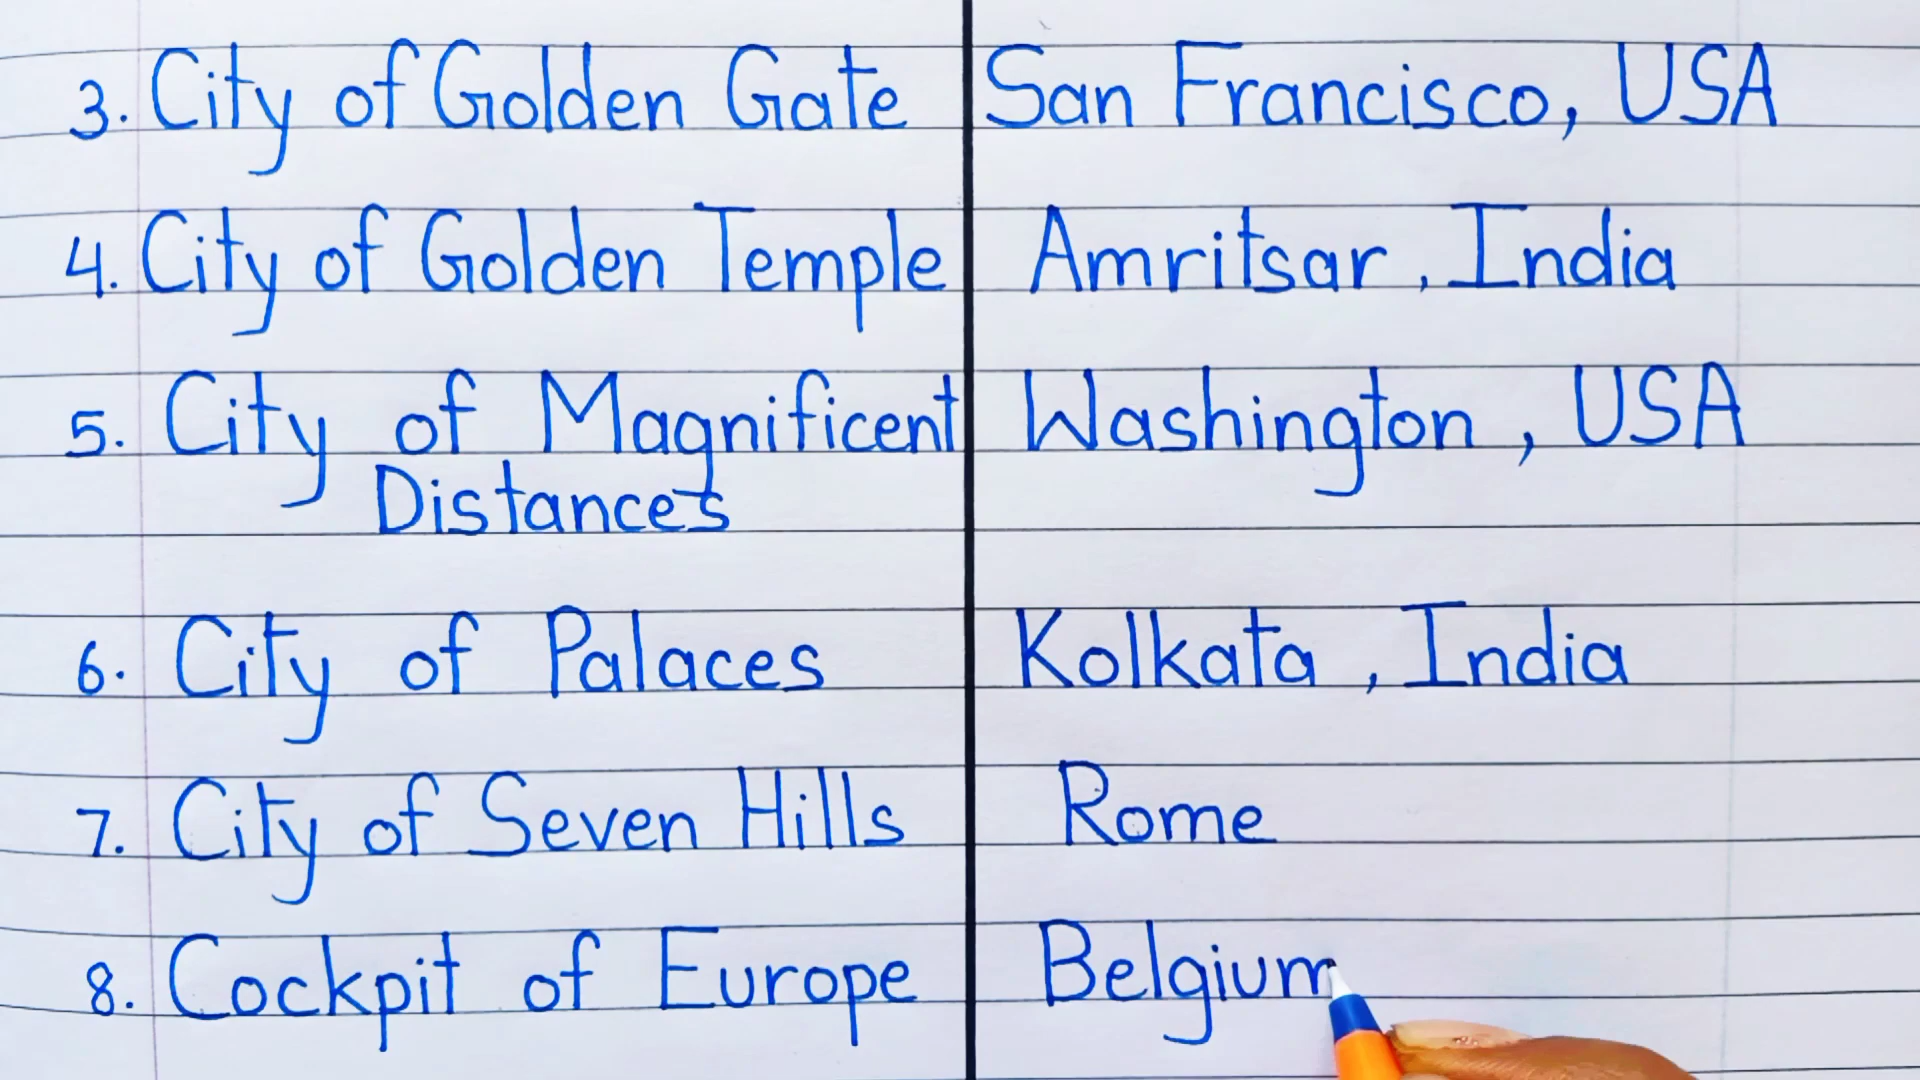 3. City of Golden Gate San Francisco, USA
4. City of Golden Temple Amritsar, India
5. City of Magnificent Washington, USA
Distances
6. City of Palaces Kolkata, India
7. City of Seven Hills Rome
8. Cockpit of Europe Belgium